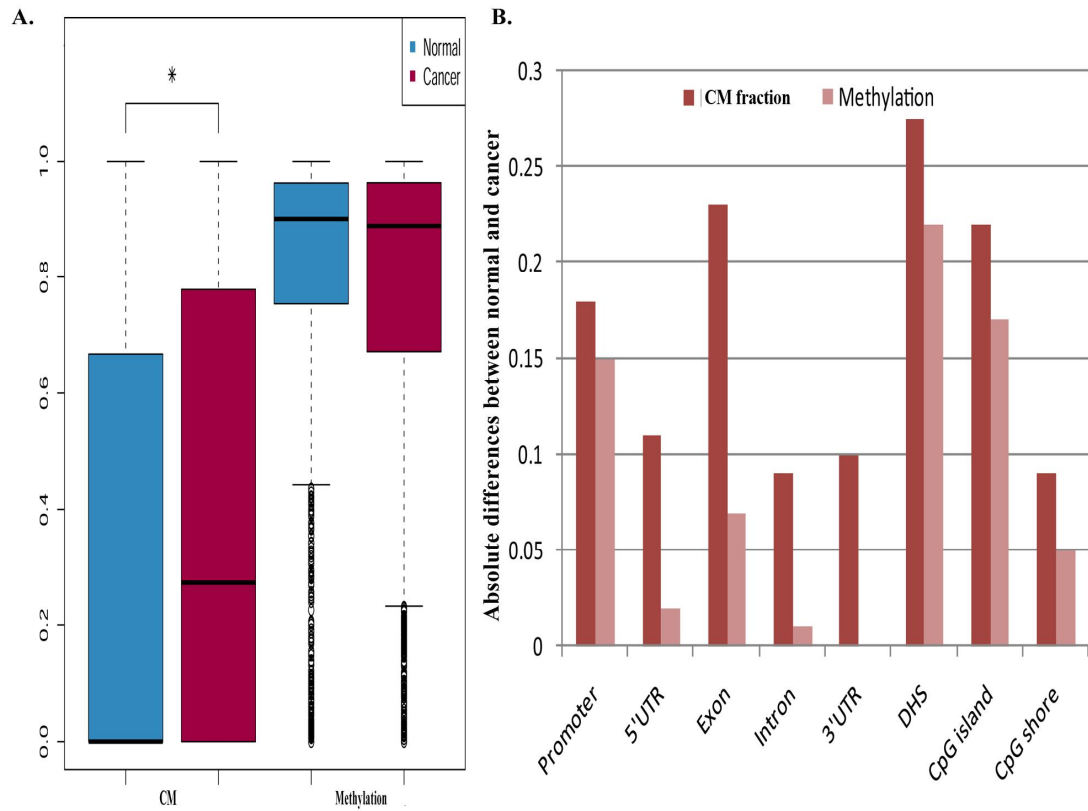 A.
Normal
Cancer
*
1.0
0.8
0.6
0.4
0.2
0.0
CM
Methylation
B.
Absolute differences between normal and cancer
CM fraction
Methylation
0.3
0.25
0.2
0.15
0.1
0.05
0
Promoter
5'UTR
Exon
Intron
3'UTR
DHS
CpG island
CpG shore